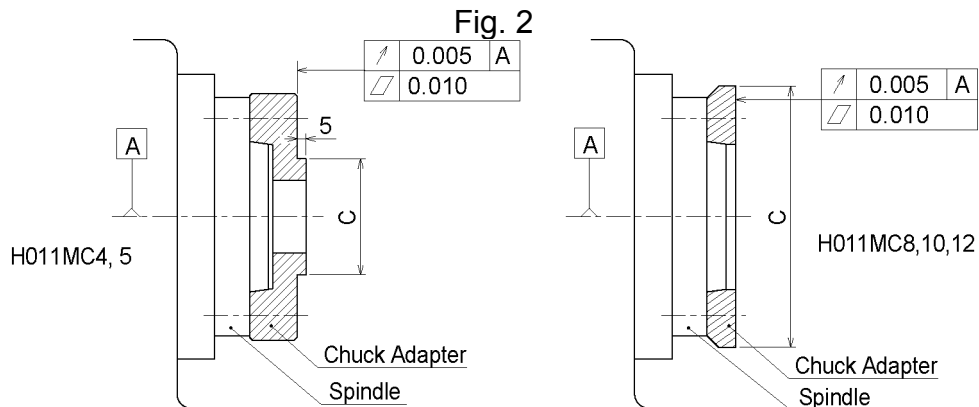 Fig. 2
0.005 A
0.010
5
A
C
H011MC4, 5
Chuck Adapter
Spindle
0.005 A
0.010
A
C
H011MC8,10,12
Chuck Adapter
Spindle